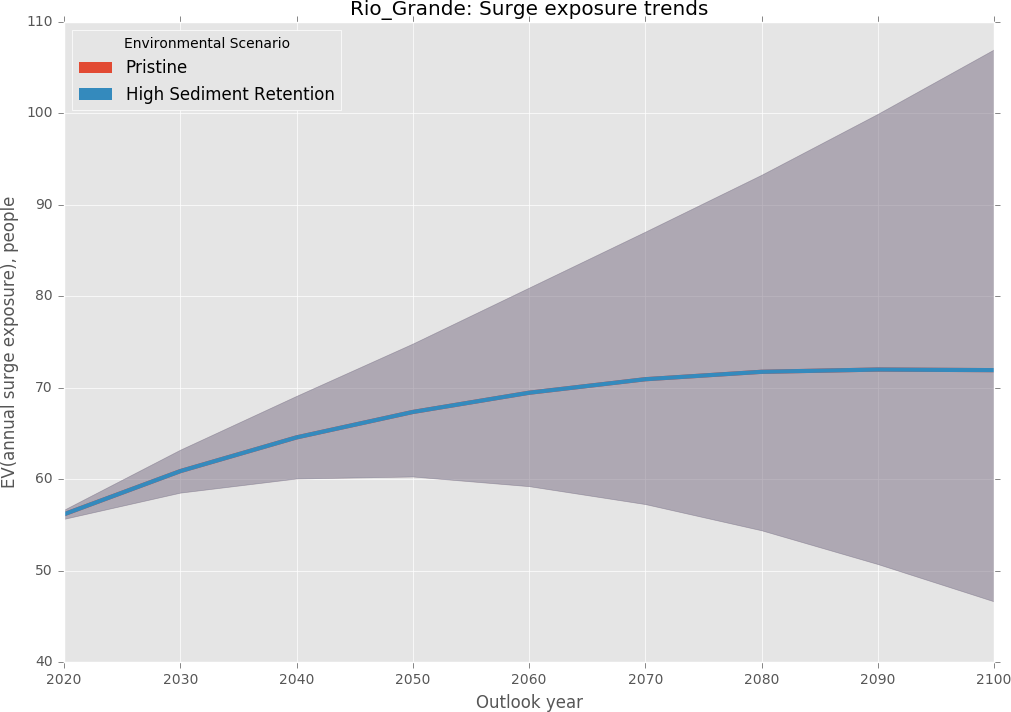 Rio_Grande: Surge exposure trends
Environmental Scenario
Pristine
High Sediment Retention
EV(annual surge exposure), people
110
100
90
80
70
60
50
40
2020 2030 2040 2050 2060 2070 2080 2090 2100
Outlook year